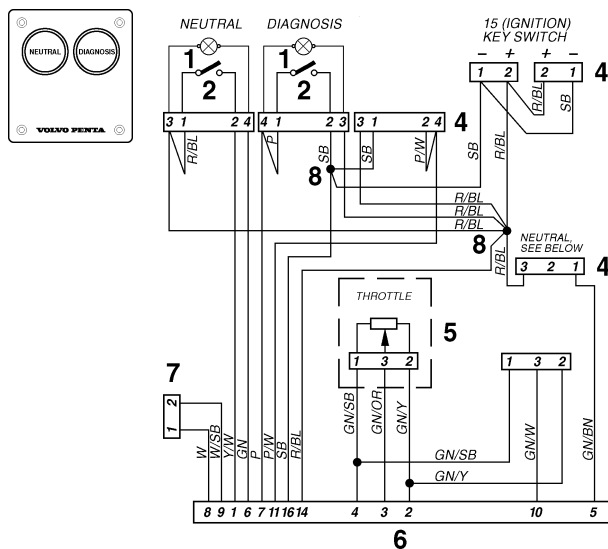 NEUTRAL DIAGNOSIS
VOLVO PENTA
NEUTRAL DIAGNOSIS
1 1
2 2
3 1 2 4
4 1 2 3
3 1 2 4
4
R/BL
P
SB
SB
P/W
8
15 (IGNITION)
KEY SWITCH
− + + −
1 2 2 1
4
R/BL
SB
SB
R/BL
R/BL
R/BL
R/BL
8
R/BL
NEUTRAL,
SEE BELOW
3 2 1
4
THROTTLE
5
1 3 2
1 3 2
7
2
1
W
W/SB
Y/W
GN
P
P/W
SB
R/BL
GN/SB
GN/OR
GN/Y
GN/SB
GN/Y
GN/W
GN/BN
8 9 1 6 7 11 16 14 4 3 2 10 5
6